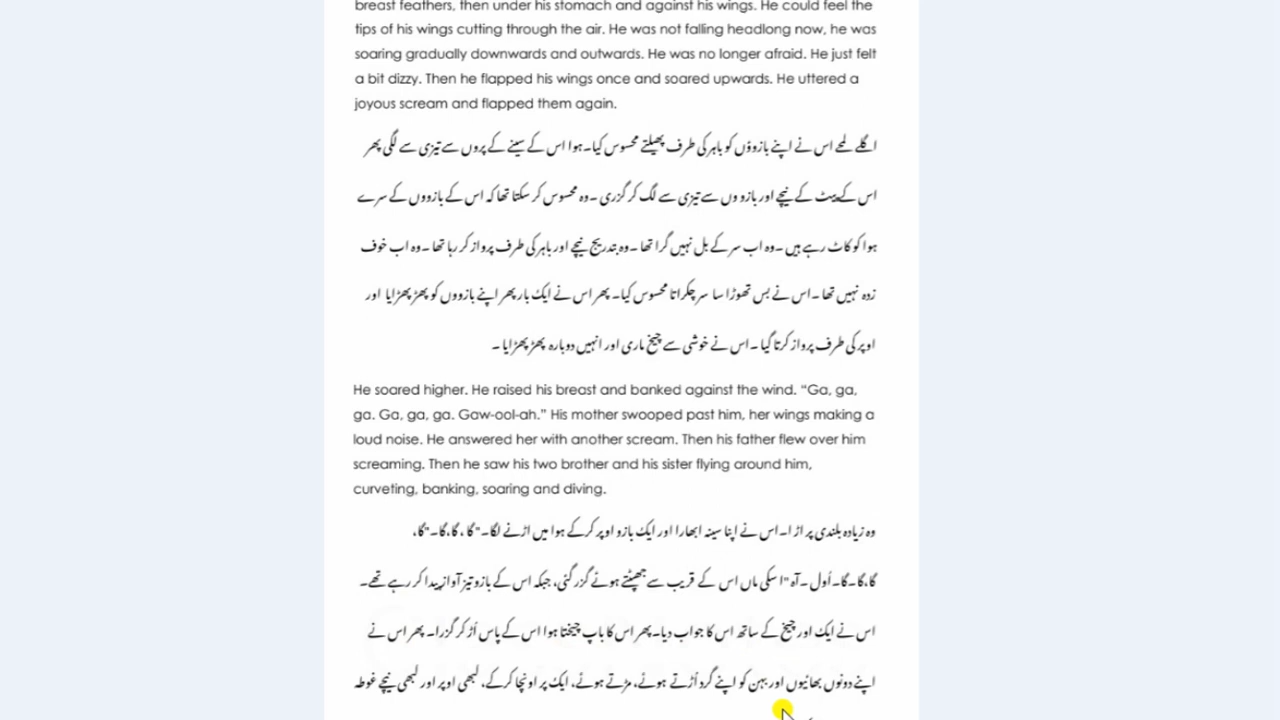 breast feathers, then under his stomach and against his wings. He could feel the
tips of his wings cutting through the air. He was not falling headlong now, he was
soaring gradually downwards and outwards. He was no longer afraid. He just felt
a bit dizzy. Then he flapped his wings once and soared upwards. He uttered a
joyous scream and flapped them again.
اگلے لمحے اس نے اپنے بازوؤں کو باہر کی طرف پھیلتے محسوس کیا۔ہوا اس کے سینے کے پروں سے تیزی سے لگی پھر
اس کے پیٹ کے نیچے اور بازو وں سے تیزی سے لگ کر گزری ۔وہ محسوس کر سکتا تھا کہ اس کے بازووں کے سرے
ہوا کو کاٹ رہے ہیں ۔وہ اب سر کے بل نہیں گرا تھا ۔وہ بتدریج نیچے اور باہر کی طرف پرواز کر رہا تھا ۔وہ اب خوف
زدہ نہیں تھا ۔اس نے بس تھوڑا سا سر چکراتا محسوس کیا۔ پھر اس نے ایک بار پھر اپنے بازووں کو پھڑپھڑایا اور
اوپر کی طرف پرواز کرتا گیا ۔اس نے خوشی سے چیخ ماری اور انہیں دوبارہ پھڑپھڑایا ۔
He soared higher. He raised his breast and banked against the wind. “Ga, ga,
ga. Ga, ga, ga. Gaw-ool-ah.” His mother swooped past him, her wings making a
loud noise. He answered her with another scream. Then his father flew over him
screaming. Then he saw his two brother and his sister flying around him,
curveting, banking, soaring and diving.
وہ زیادہ بلندی پر اڑا۔اس نے اپنا سینہ ابھارا اور ایک بازو اوپر کرکے ہوا میں اڑنے لگا۔"گا ، گا،گا۔"گا،
گا،گا۔گا۔اُول ۔آہ"اسکی ماں اس کے قریب سے جھپٹتے ہوئے گزر گئی، جبکہ اس کے بازو تیز آواز پیدا کر رہے تھے۔
اس نے ایک اور چیخ کے ساتھ اس کا جواب دیا۔پھر اس کا باپ چیختا ہوا اس کے پاس اُڑ کر گزرا۔ پھر اس نے
اپنے دونوں بھائیوں اور بہن کو اپنے گرد اُڑتے ہوئے، مڑتے ہوئے، ایک پر اونچا کرکے، کبھی اوپر اور کبھی نیچے غوطہ